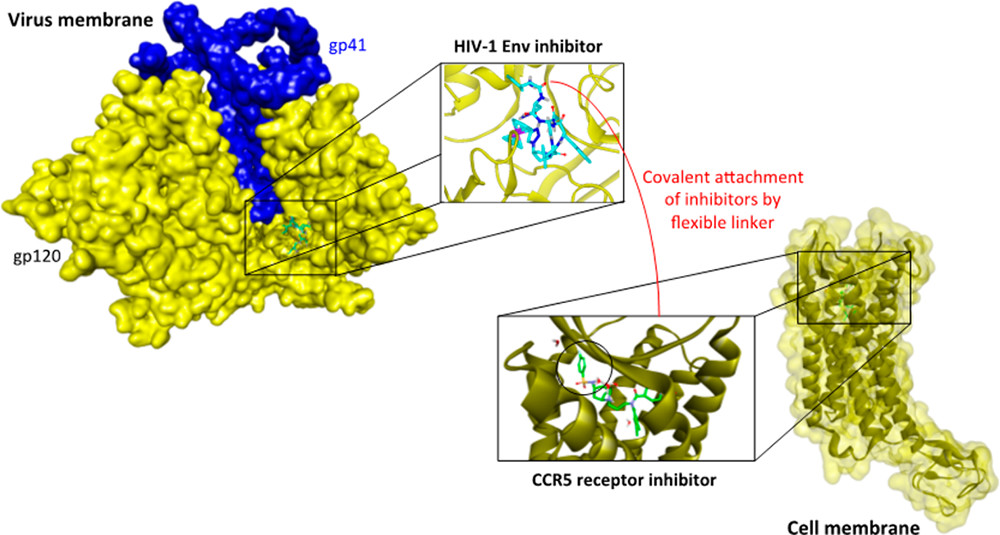 Virus membrane
gp41
HIV-1 Env inhibitor
Covalent attachment
of inhibitors by
flexible linker
gp120
CCR5 receptor inhibitor
Cell membrane